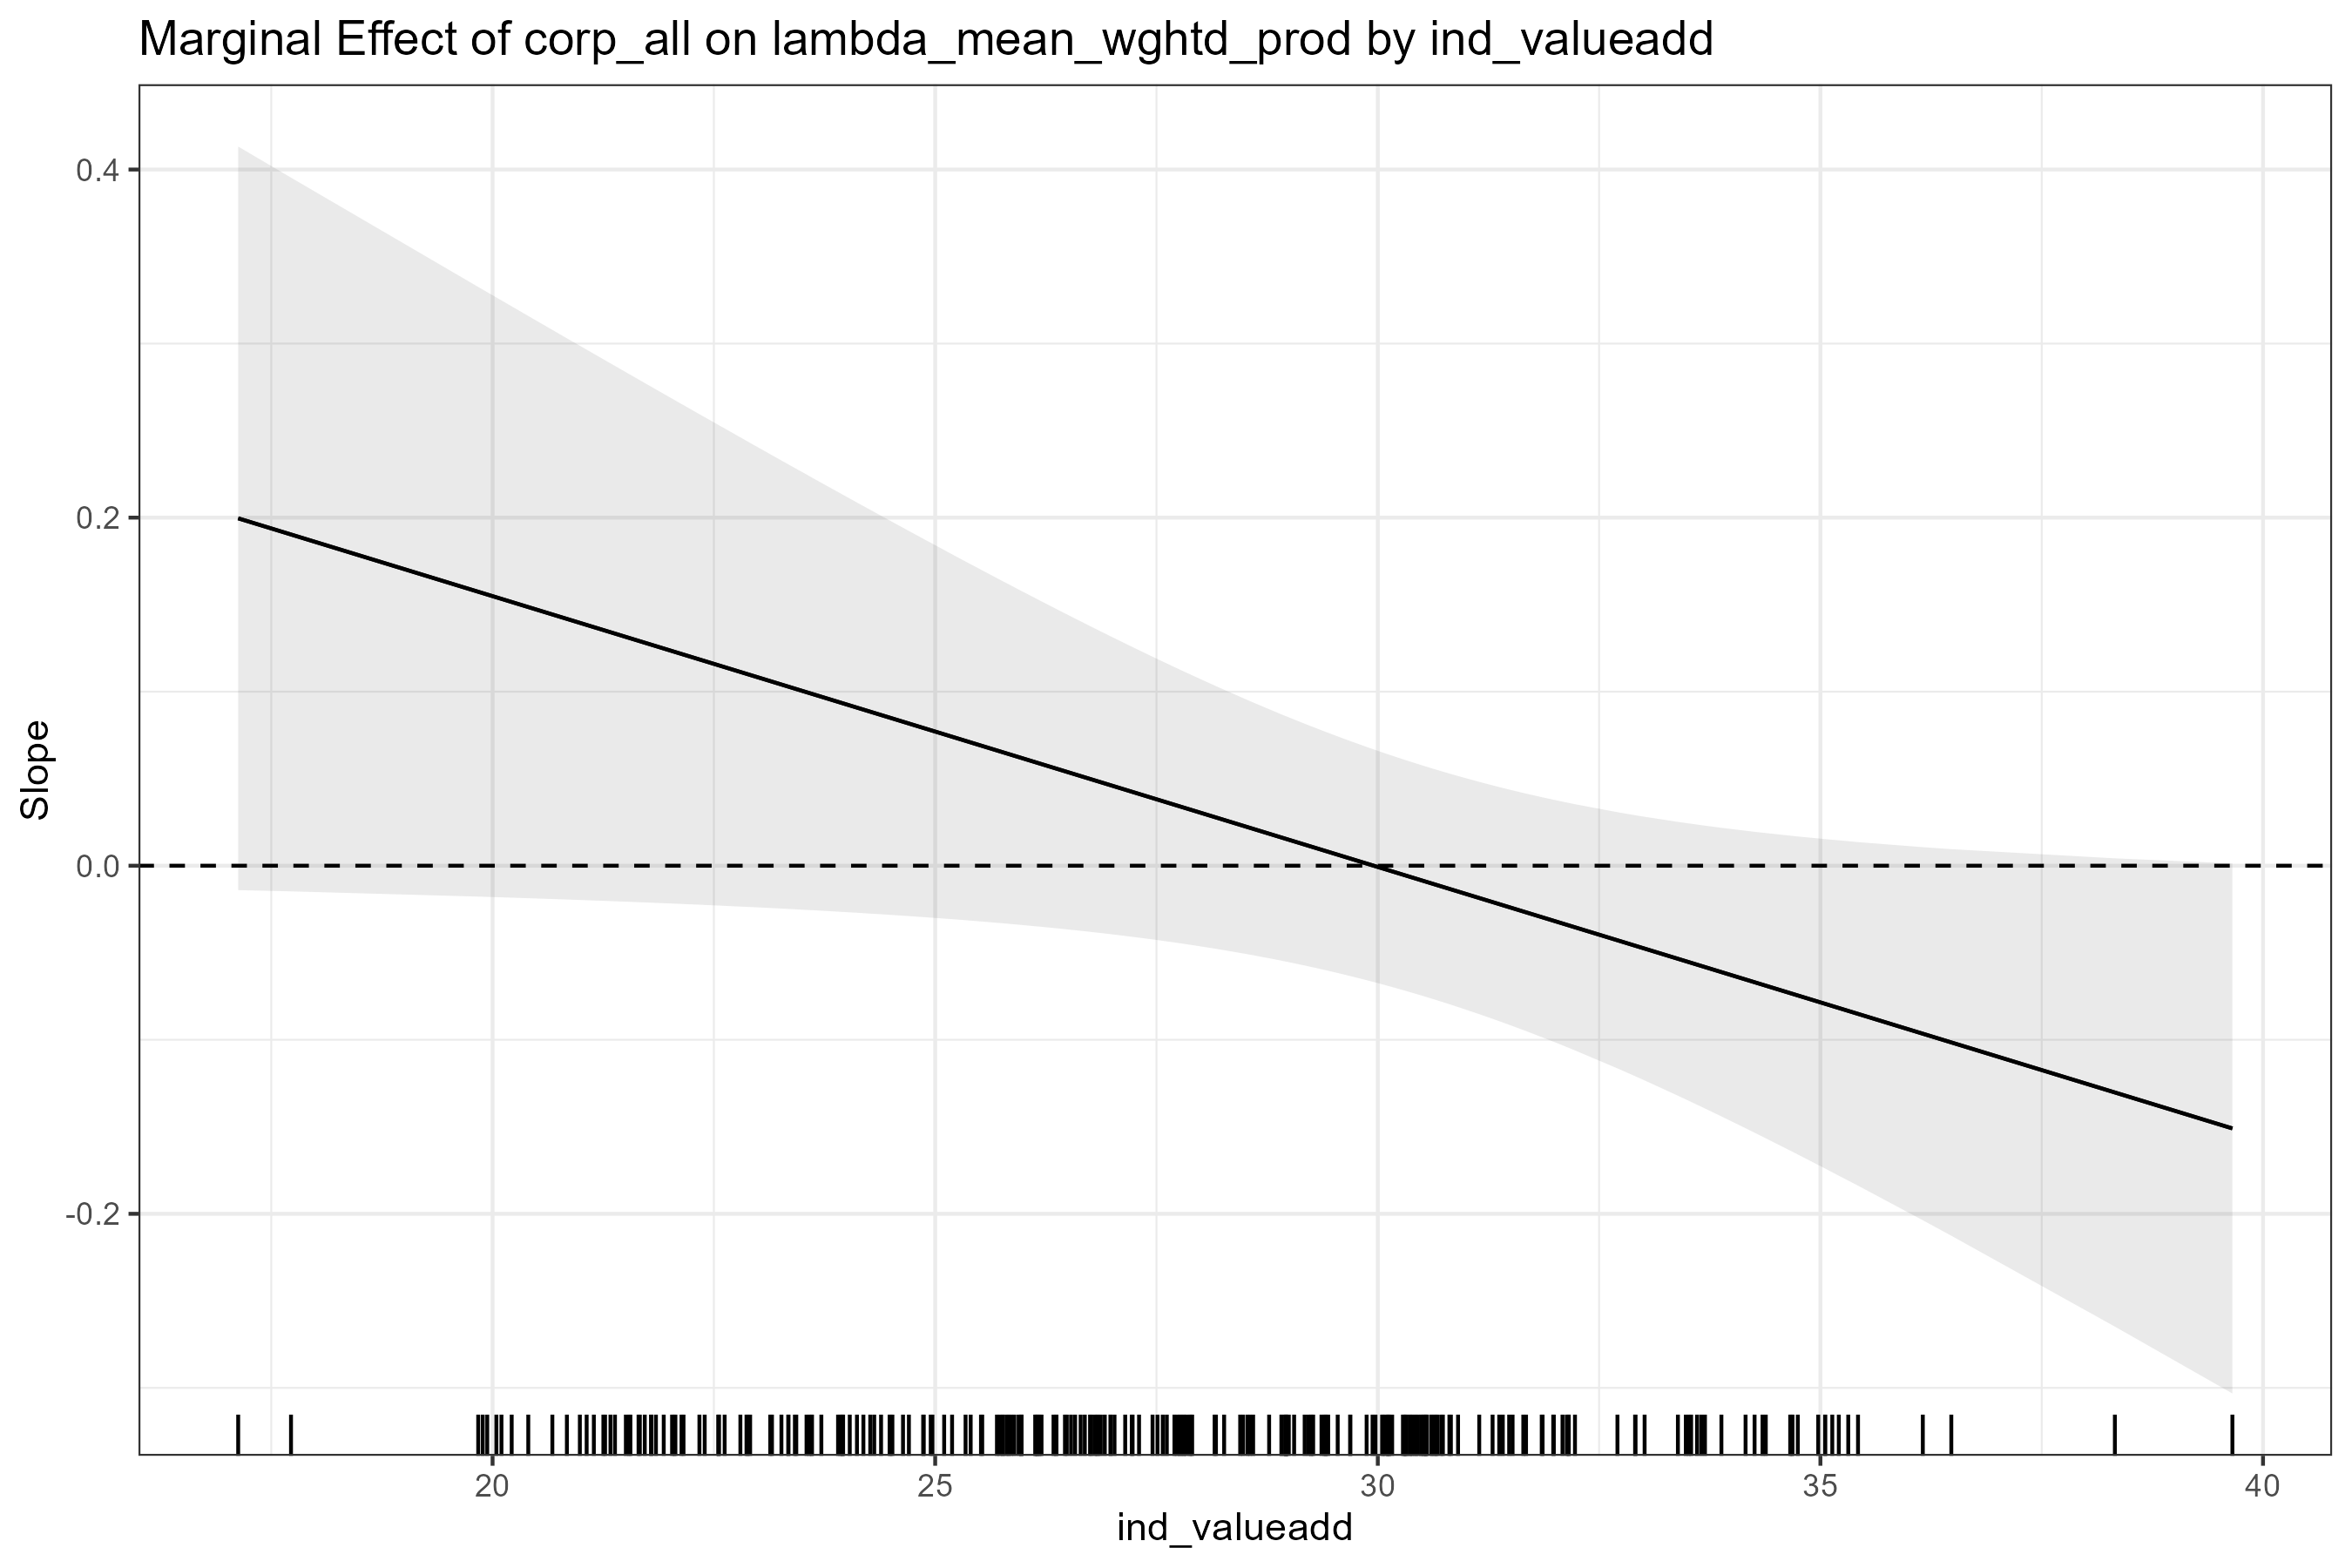 Marginal Effect of corp_all on lambda_mean_wghtd_prod by ind_valueadd
0.4
0.2
0.0
-0.2
Slope
20 25 30 35 40
ind_valueadd